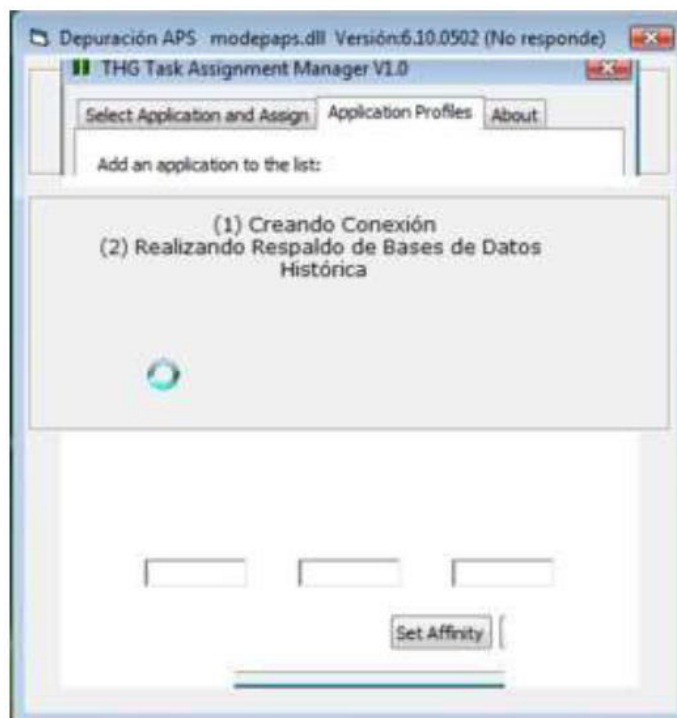 Depuración APS modepaps.dll Versión:6.10.0502 (No responde)
THG Task Assignment Manager V1.0
Select Application and Assign Application Profiles About
Add an application to the list:
(1) Creando Conexión
(2) Realizando Respaldo de Bases de Datos
Histórica
Set Affinity